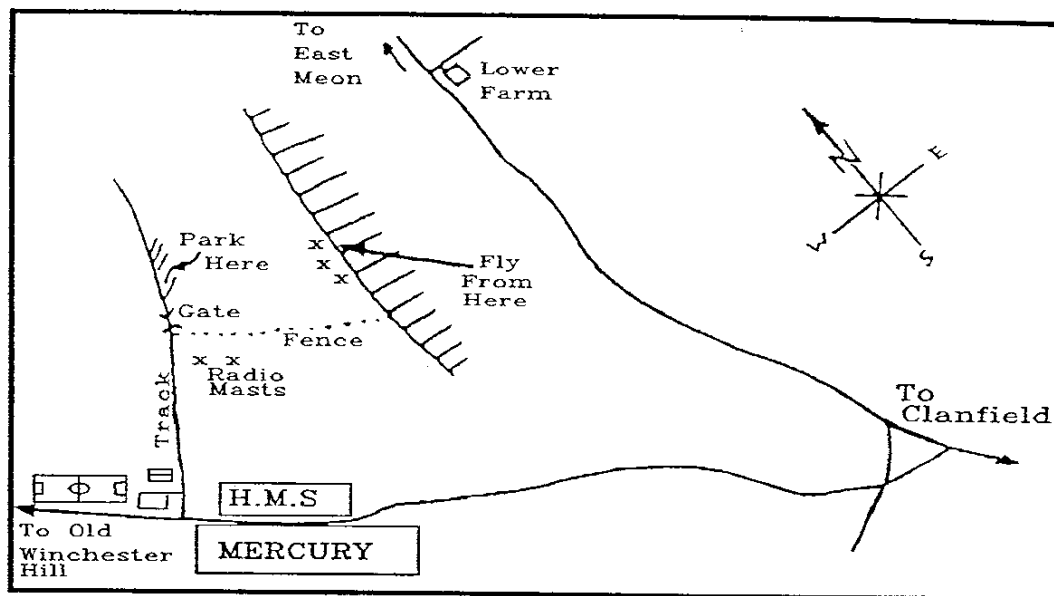 To
East
Meon
Lower
Farm
N
E
W
S
Park
Here
x
x
x
Fly
From
Here
Gate
Fence
x x
Radio
Masts
Track
To
Clanfield
H.M.S
MERCURY
To Old
Winchester
Hill